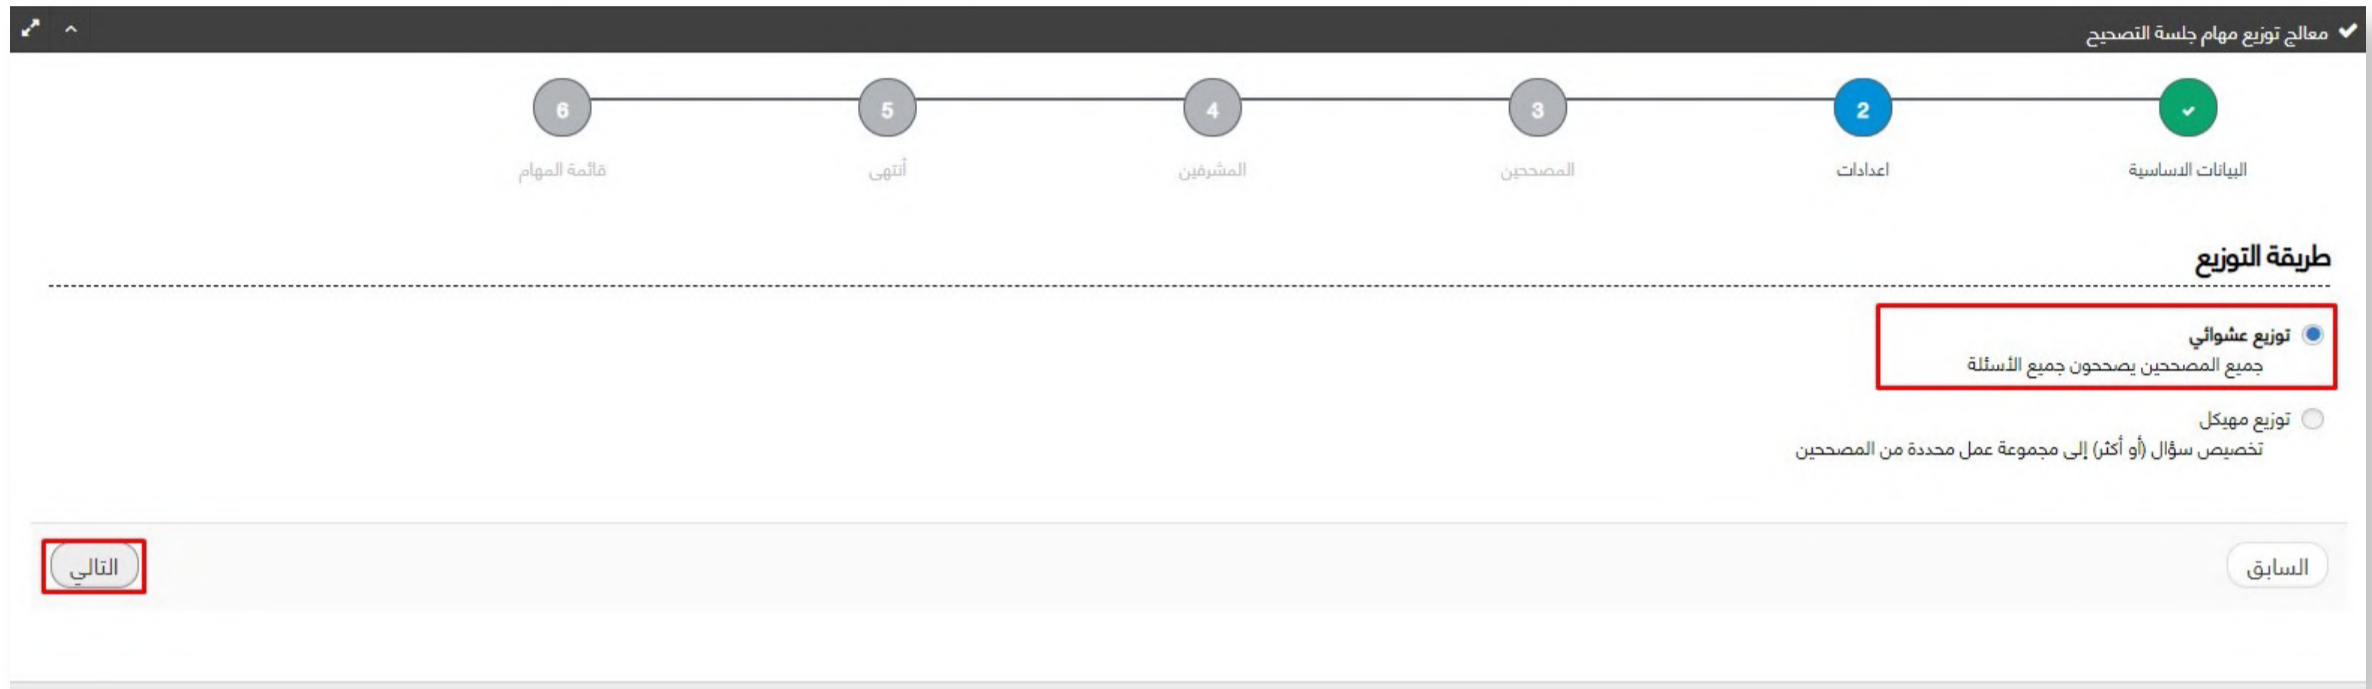 معالج توزيع مهام جلسة التصحيح
2
3
4
5
6
البيانات الاساسية
اعدادات
المصححين
المشرفين
أنتهى
قائمة المهام
طريقة التوزيع
توزيع عشوائي
جميع المصححين يصححون جميع الأسئلة
توزيع مهيكل
تخصيص سؤال (أو أكثر) إلى مجموعة عمل محددة من المصححين
السابق
التالي